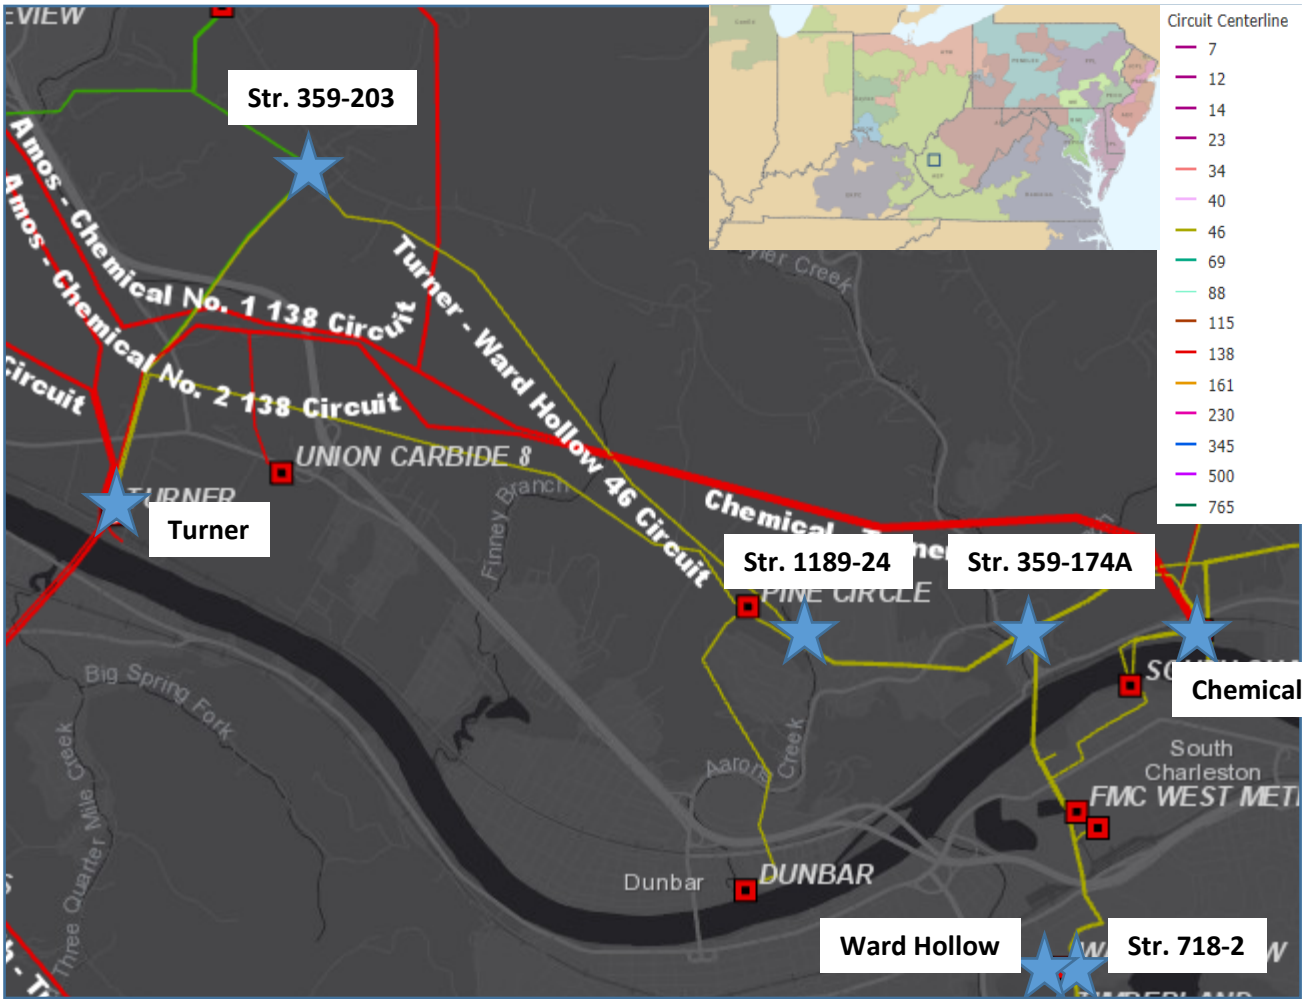 EVIEW
Str. 359-203
Amos - Chemical No. 1 138 Circuit
Amos - Chemical No. 2 138 Circuit
Circuit
Turner - Ward Hollow 46 Circuit
yler Creek
UNION CARBIDE 8
TURNER
Turner
Finney Branch
Chemical
Str. 1189-24
Str. 359-174A
PINE CIRCLE
Chemical
Big Spring Fork
Three Quarter Mile Creek
Aarons Creek
South
Charleston
FMC WEST MET
Dunbar
DUNBAR
Ward Hollow
Str. 718-2
Circuit Centerline
7
12
14
23
34
40
46
69
88
115
138
161
230
345
500
765